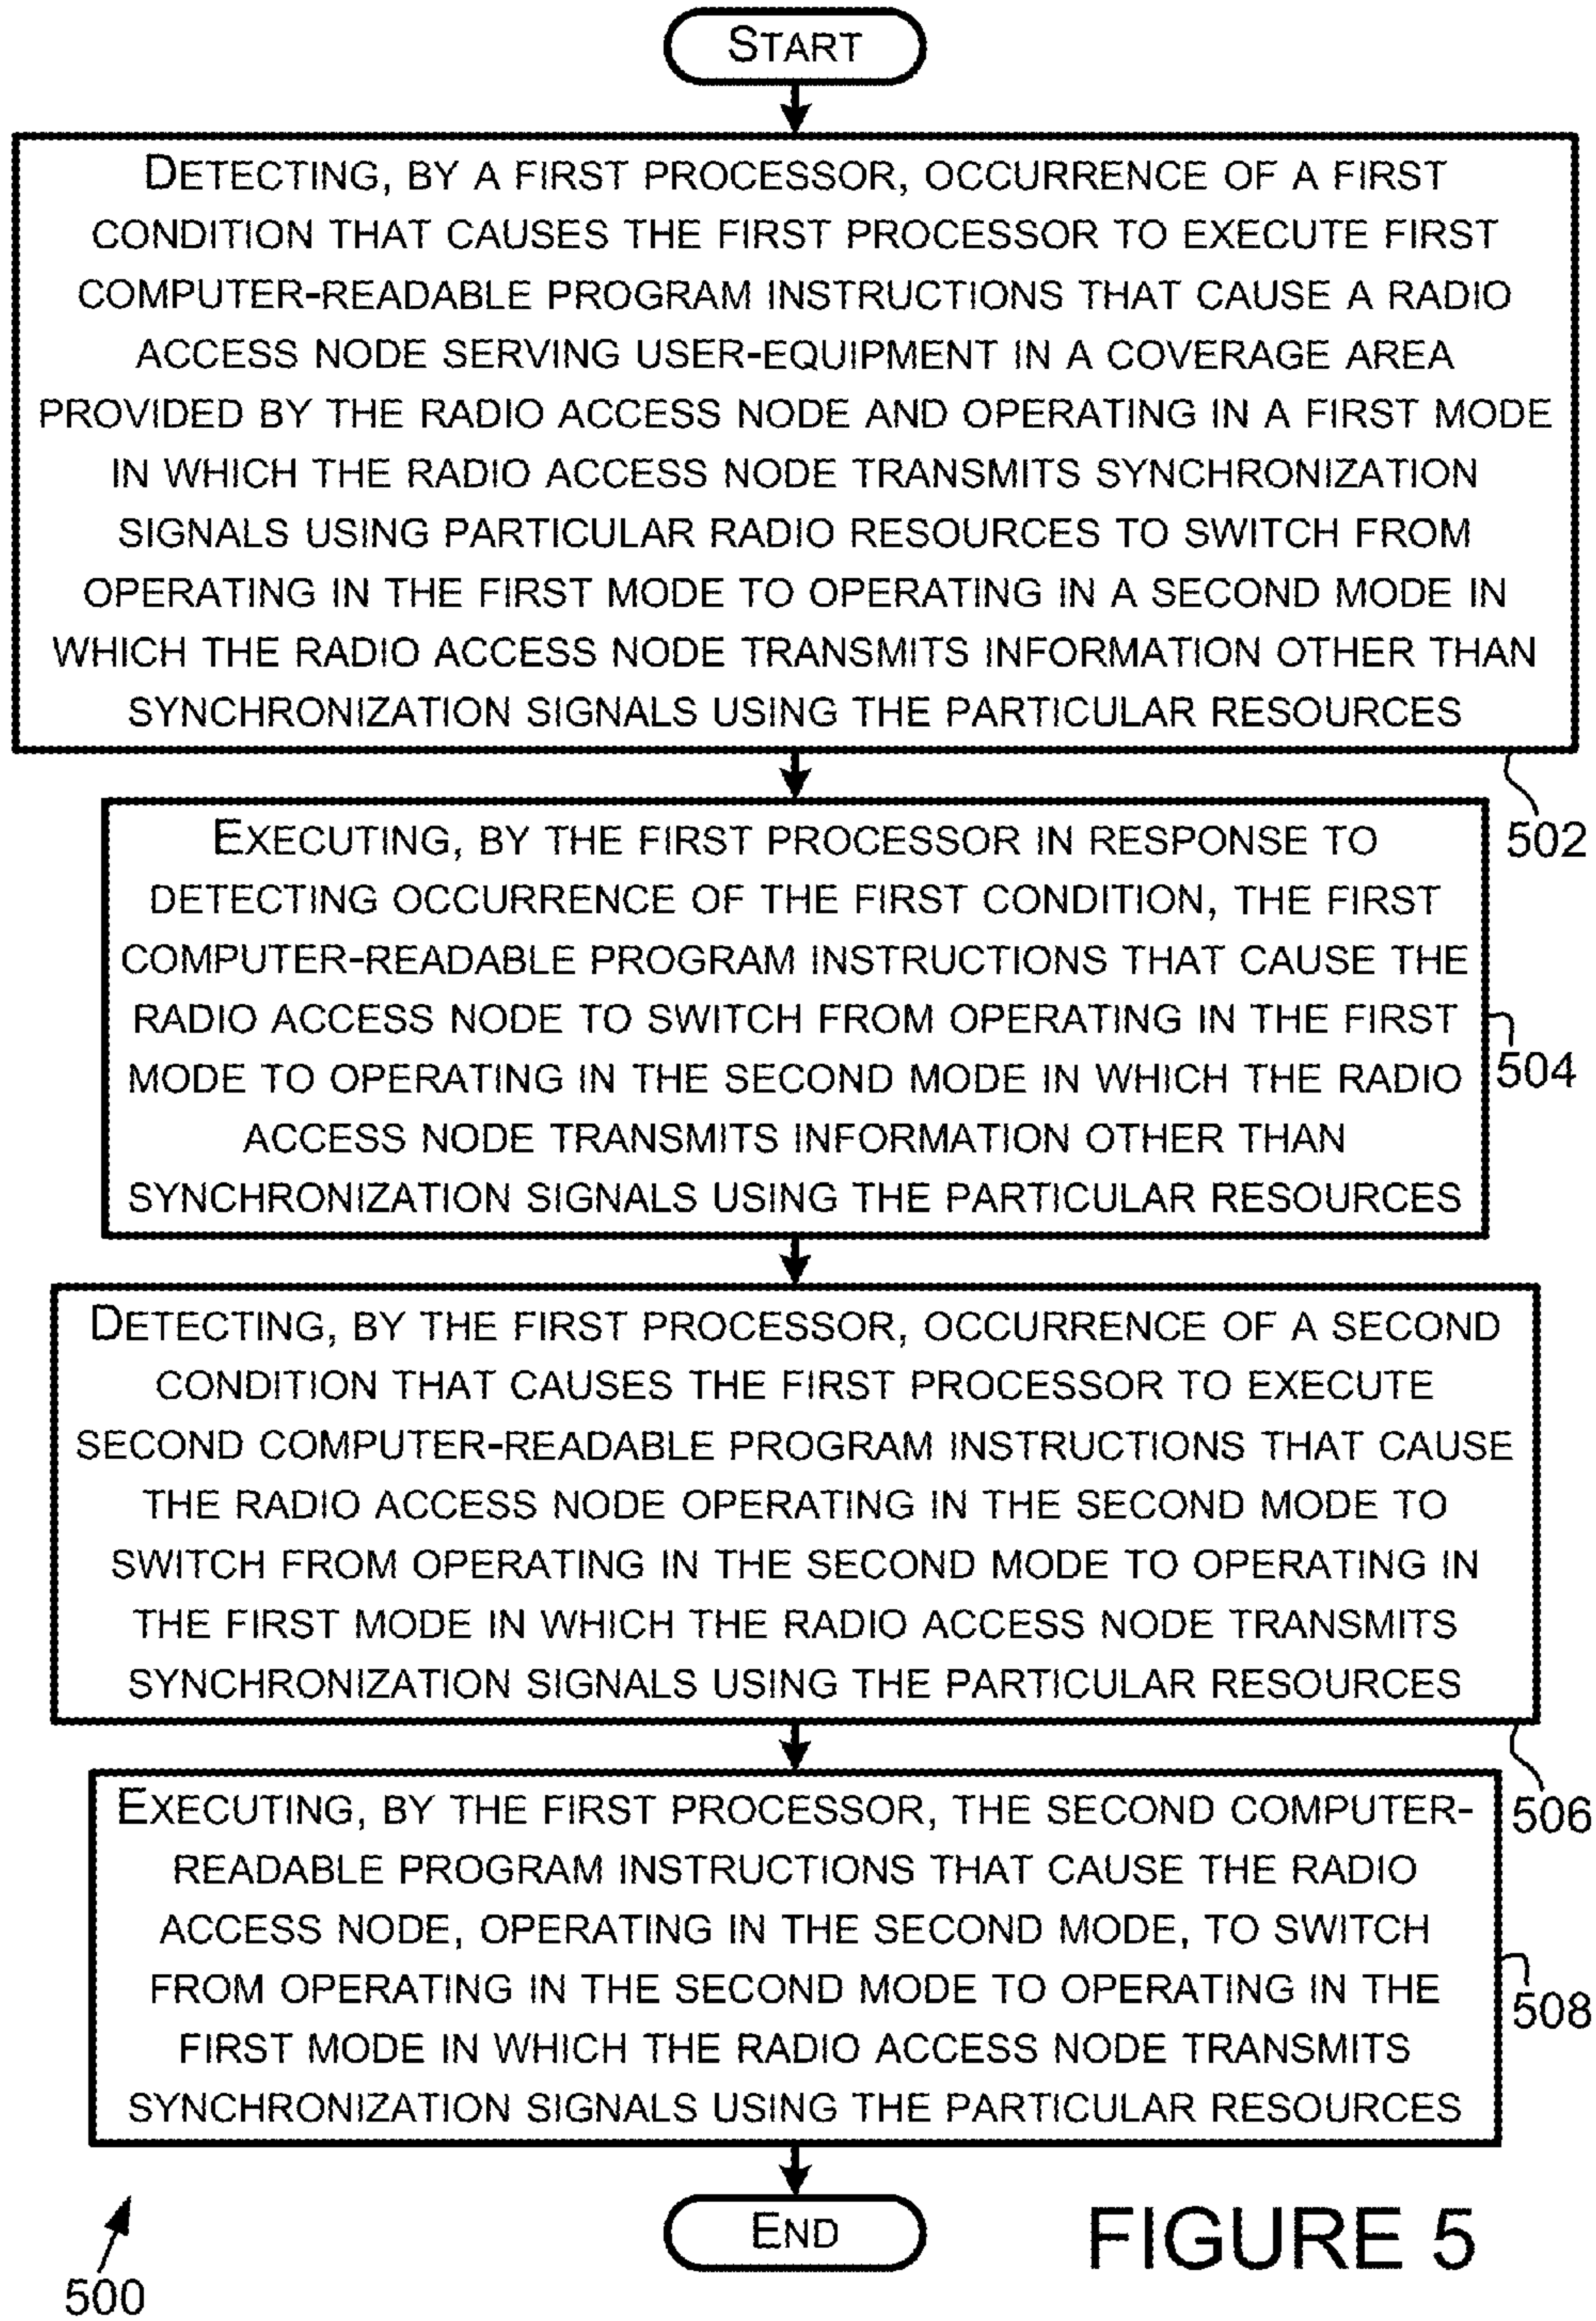 START
DETECTING, BY A FIRST PROCESSOR, OCCURRENCE OF A FIRST
CONDITION THAT CAUSES THE FIRST PROCESSOR TO EXECUTE FIRST
COMPUTER-READABLE PROGRAM INSTRUCTIONS THAT CAUSE A RADIO
ACCESS NODE SERVING USER-EQUIPMENT IN A COVERAGE AREA
PROVIDED BY THE RADIO ACCESS NODE AND OPERATING IN A FIRST MODE
IN WHICH THE RADIO ACCESS NODE TRANSMITS SYNCHRONIZATION
SIGNALS USING PARTICULAR RADIO RESOURCES TO SWITCH FROM
OPERATING IN THE FIRST MODE TO OPERATING IN A SECOND MODE IN
WHICH THE RADIO ACCESS NODE TRANSMITS INFORMATION OTHER THAN
SYNCHRONIZATION SIGNALS USING THE PARTICULAR RESOURCES
502
EXECUTING, BY THE FIRST PROCESSOR IN RESPONSE TO
DETECTING OCCURRENCE OF THE FIRST CONDITION, THE FIRST
COMPUTER-READABLE PROGRAM INSTRUCTIONS THAT CAUSE THE
RADIO ACCESS NODE TO SWITCH FROM OPERATING IN THE FIRST
MODE TO OPERATING IN THE SECOND MODE IN WHICH THE RADIO
ACCESS NODE TRANSMITS INFORMATION OTHER THAN
SYNCHRONIZATION SIGNALS USING THE PARTICULAR RESOURCES
504
DETECTING, BY THE FIRST PROCESSOR, OCCURRENCE OF A SECOND
CONDITION THAT CAUSES THE FIRST PROCESSOR TO EXECUTE
SECOND COMPUTER-READABLE PROGRAM INSTRUCTIONS THAT CAUSE
THE RADIO ACCESS NODE OPERATING IN THE SECOND MODE TO
SWITCH FROM OPERATING IN THE SECOND MODE TO OPERATING IN
THE FIRST MODE IN WHICH THE RADIO ACCESS NODE TRANSMITS
SYNCHRONIZATION SIGNALS USING THE PARTICULAR RESOURCES
506
EXECUTING, BY THE FIRST PROCESSOR, THE SECOND COMPUTER-
READABLE PROGRAM INSTRUCTIONS THAT CAUSE THE RADIO
ACCESS NODE, OPERATING IN THE SECOND MODE, TO SWITCH
FROM OPERATING IN THE SECOND MODE TO OPERATING IN THE
FIRST MODE IN WHICH THE RADIO ACCESS NODE TRANSMITS
SYNCHRONIZATION SIGNALS USING THE PARTICULAR RESOURCES
508
END
500
FIGURE 5